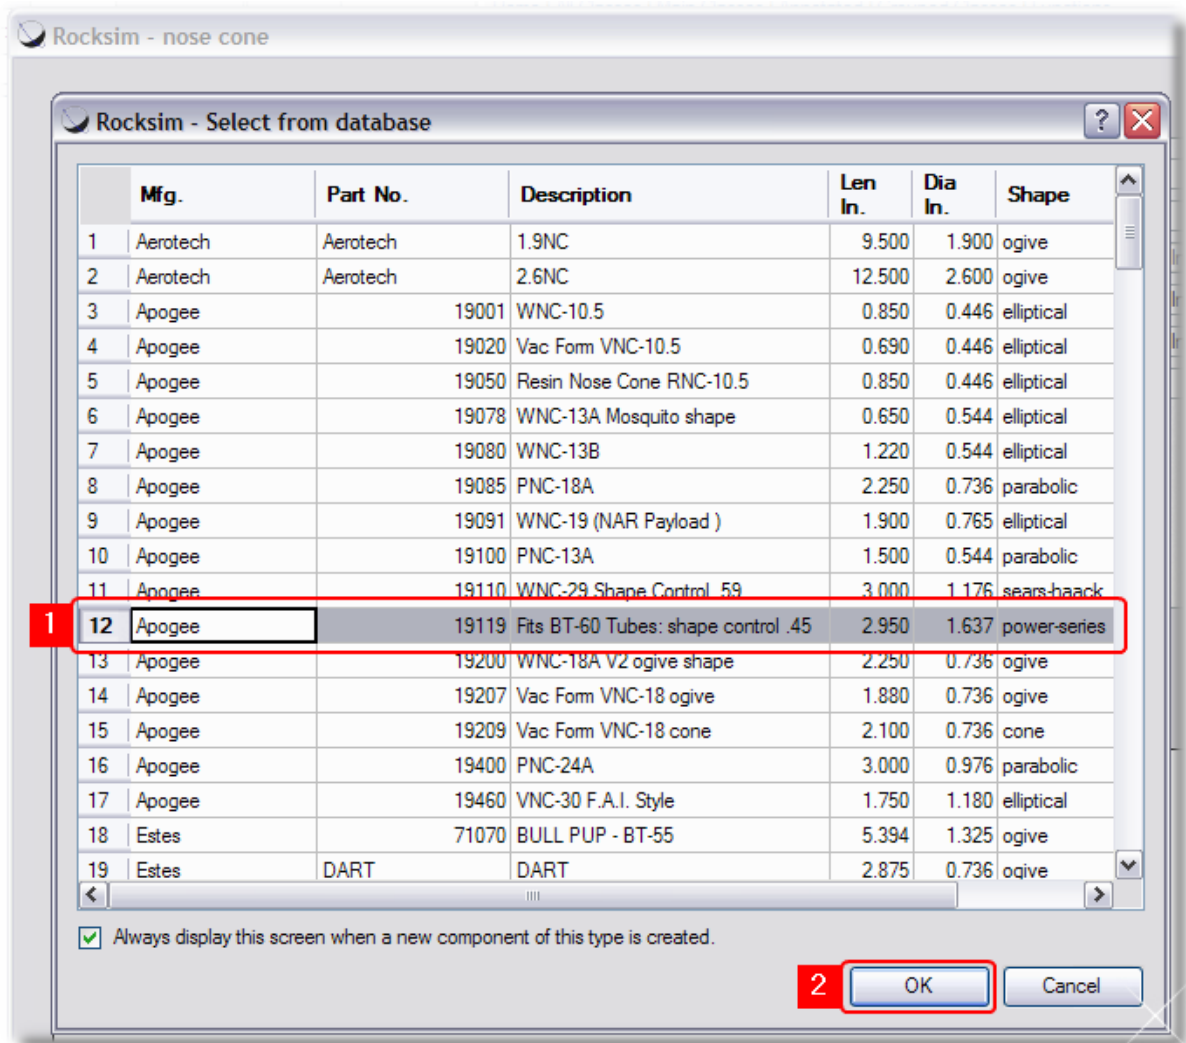 Rocksim - nose cone
Rocksim - Select from database
Mfg. Part No. Description Len In. Dia In. Shape
1 Aerotech Aerotech 1.9NC 9.500 1.900 ogive
2 Aerotech Aerotech 2.6NC 12.500 2.600 ogive
3 Apogee 19001 WNC-10.5 0.850 0.446 elliptical
4 Apogee 19020 Vac Form VNC-10.5 0.690 0.446 elliptical
5 Apogee 19050 Resin Nose Cone RNC-10.5 0.850 0.446 elliptical
6 Apogee 19078 WNC-13A Mosquito shape 0.650 0.544 elliptical
7 Apogee 19080 WNC-13B 1.220 0.544 elliptical
8 Apogee 19085 PNC-18A 2.250 0.736 parabolic
9 Apogee 19091 WNC-19 (NAR Payload ) 1.900 0.765 elliptical
10 Apogee 19100 PNC-13A 1.500 0.544 parabolic
11 Apogee 19110 WNC-29 Shape Control .59 3.000 1.176 sears-haack
1 12 Apogee 19119 Fits BT-60 Tubes: shape control .45 2.950 1.637 power-series
13 Apogee 19200 WNC-18A V2 ogive shape 2.250 0.736 ogive
14 Apogee 19207 Vac Form VNC-18 ogive 1.880 0.736 ogive
15 Apogee 19209 Vac Form VNC-18 cone 2.100 0.736 cone
16 Apogee 19400 PNC-24A 3.000 0.976 parabolic
17 Apogee 19460 VNC-30 F.A.I. Style 1.750 1.180 elliptical
18 Estes 71070 BULL PUP - BT-55 5.394 1.325 ogive
19 Estes DART DART 2.875 0.736 ogive
Always display this screen when a new component of this type is created.
2 OK Cancel